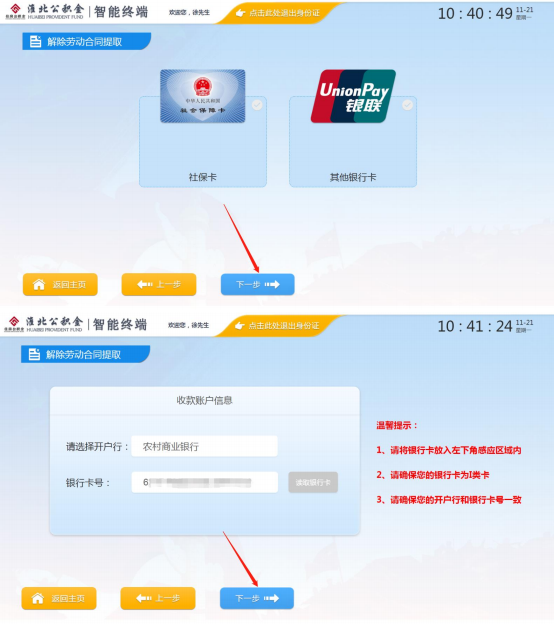 淮北公积金
HUAIBEI PROVIDENT FUND
智能终端
欢迎您，徐先生
点击此处退出身份证
10:40:49
11-21
星期一
解除劳动合同提取
中华人民共和国
社会保障卡
UnionPay
银联
社保卡
其他银行卡
返回主页
上一步
下一步
淮北公积金
HUAIBEI PROVIDENT FUND
智能终端
欢迎您，徐先生
点击此处退出身份证
10:41:24
11-21
星期一
解除劳动合同提取
收款账户信息
请选择开户行：
农村商业银行
银行卡号：
6
读取银行卡
温馨提示：
1、请将银行卡放入左下角感应区域内
2、请确保您的银行卡为I类卡
3、请确保您的开户行和银行卡号一致
返回主页
上一步
下一步